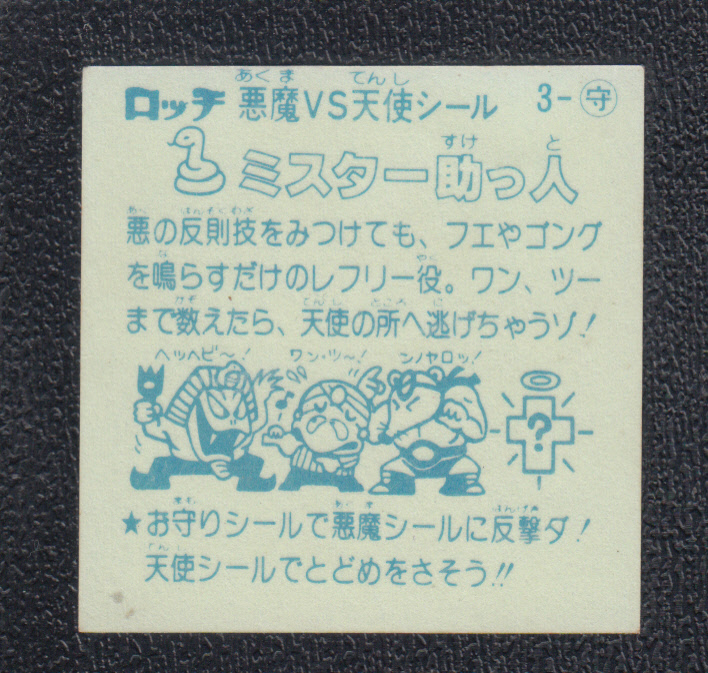 ロッチ 悪魔VS天使シール 3-守
ミスター助っ人
悪の反則技をみつけても、フエやゴング
を鳴らすだけのレフリー役。ワン、ツー
まで数えたら、天使の所へ逃げちゃうゾ!
ヘッヘビ〜! ワン・ツ〜! ンノヤロッ!
?
★お守りシールで悪魔シールに反撃ダ!
天使シールでとどめをさそう!!